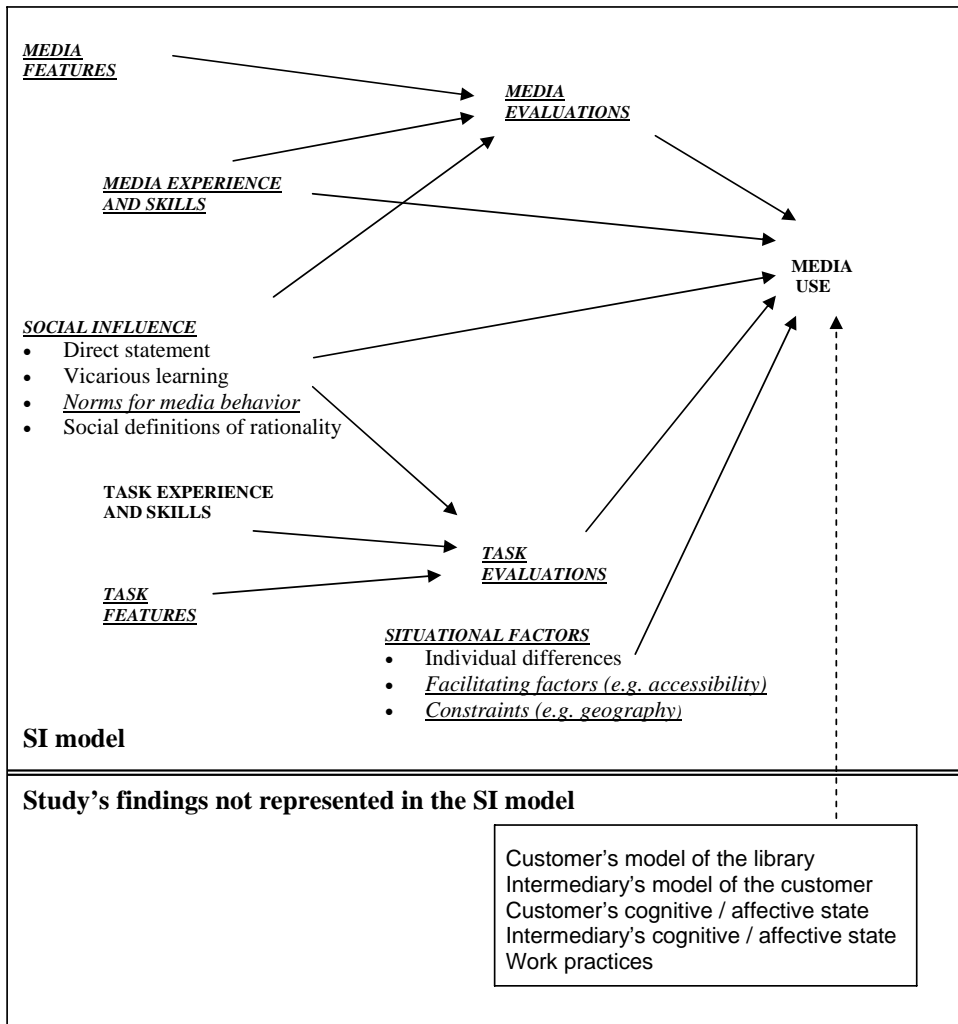 MEDIA
FEATURES
MEDIA
EVALUATIONS
MEDIA EXPERIENCE
AND SKILLS
MEDIA
USE
SOCIAL INFLUENCE
• Direct statement
• Vicarious learning
• Norms for media behavior
• Social definitions of rationality
TASK EXPERIENCE
AND SKILLS
TASK
EVALUATIONS
TASK
FEATURES
SITUATIONAL FACTORS
• Individual differences
• Facilitating factors (e.g. accessibility)
• Constraints (e.g. geography)
SI model
Study's findings not represented in the SI model
Customer's model of the library
Intermediary's model of the customer
Customer's cognitive / affective state
Intermediary's cognitive / affective state
Work practices